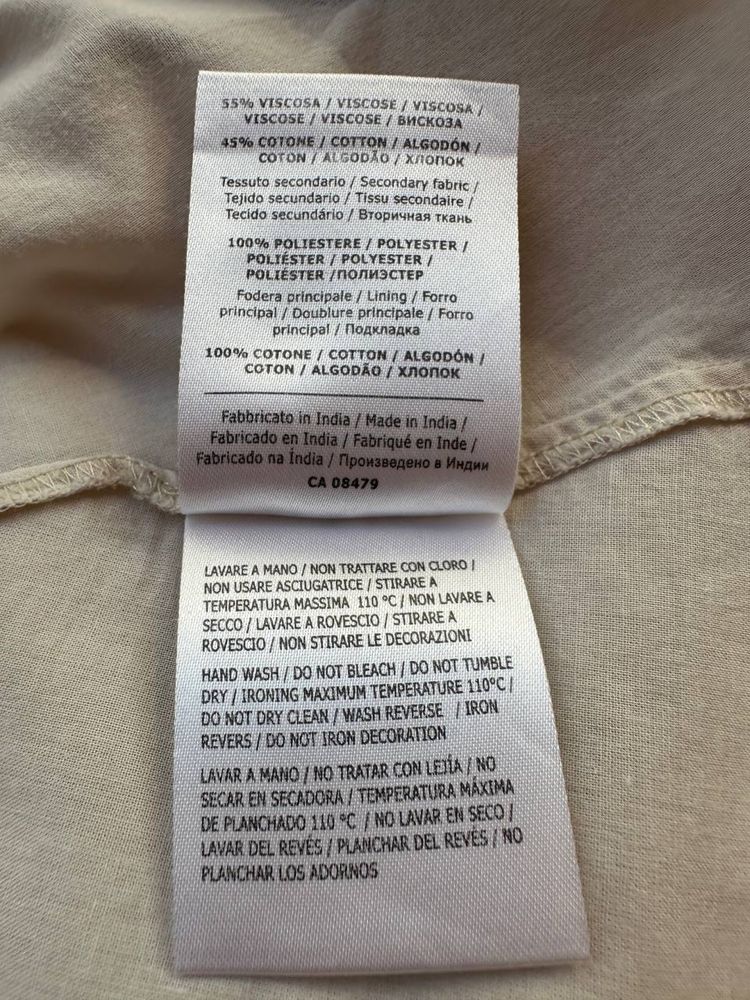 55% VISCOSA / VISCOSE / VISCOSA /
VISCOSE / VISCOSE / ВИСКОЗА
45% COTONE / COTTON / ALGODÓN /
COTON / ALGODÃO / ХЛОПОК
Tessuto secondario / Secondary fabric /
Tejido secundario / Tissu secondaire /
Tecido secundário / Вторичная ткань
100% POLIESTERE / POLYESTER /
POLIÉSTER / POLYESTER /
POLIÉSTER /ПОЛИЭСТЕР
Fodera principale / Lining / Forro
principal / Doublure principale / Forro
principal / Подкладка
100% COTONE / COTTON / ALGODÓN /
COTON / ALGODÃO / ХЛОПОК
Fabbricato in India / Made in India /
Fabricado en India / Fabriqué en Inde /
Fabricado na Índia / Произведено в Индии
CA 08479
LAVARE A MANO / NON TRATTARE CON CLORO /
NON USARE ASCIUGATRICE / STIRARE A
TEMPERATURA MASSIMA 110 °C / NON LAVARE A
SECCO / LAVARE A ROVESCIO / STIRARE A
ROVESCIO / NON STIRARE LE DECORAZIONI
HAND WASH / DO NOT BLEACH / DO NOT TUMBLE
DRY / IRONING MAXIMUM TEMPERATURE 110°C /
DO NOT DRY CLEAN / WASH REVERSE / IRON
REVERS / DO NOT IRON DECORATION
LAVAR A MANO / NO TRATAR CON LEJÍA / NO
SECAR EN SECADORA / TEMPERATURA MÁXIMA
DE PLANCHADO 110 °C / NO LAVAR EN SECO /
LAVAR DEL REVÉS / PLANCHAR DEL REVÉS / NO
PLANCHAR LOS ADORNOS